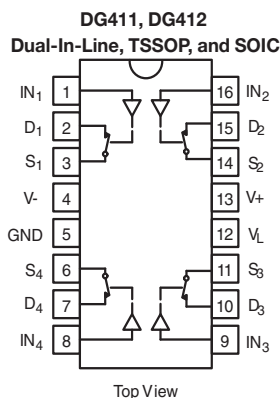 DG411, DG412
Dual-In-Line, TSSOP, and SOIC
IN1 1 16 IN2
D1 2 15 D2
S1 3 14 S2
V- 4 13 V+
GND 5 12 VL
S4 6 11 S3
D4 7 10 D3
IN4 8 9 IN3
Top View